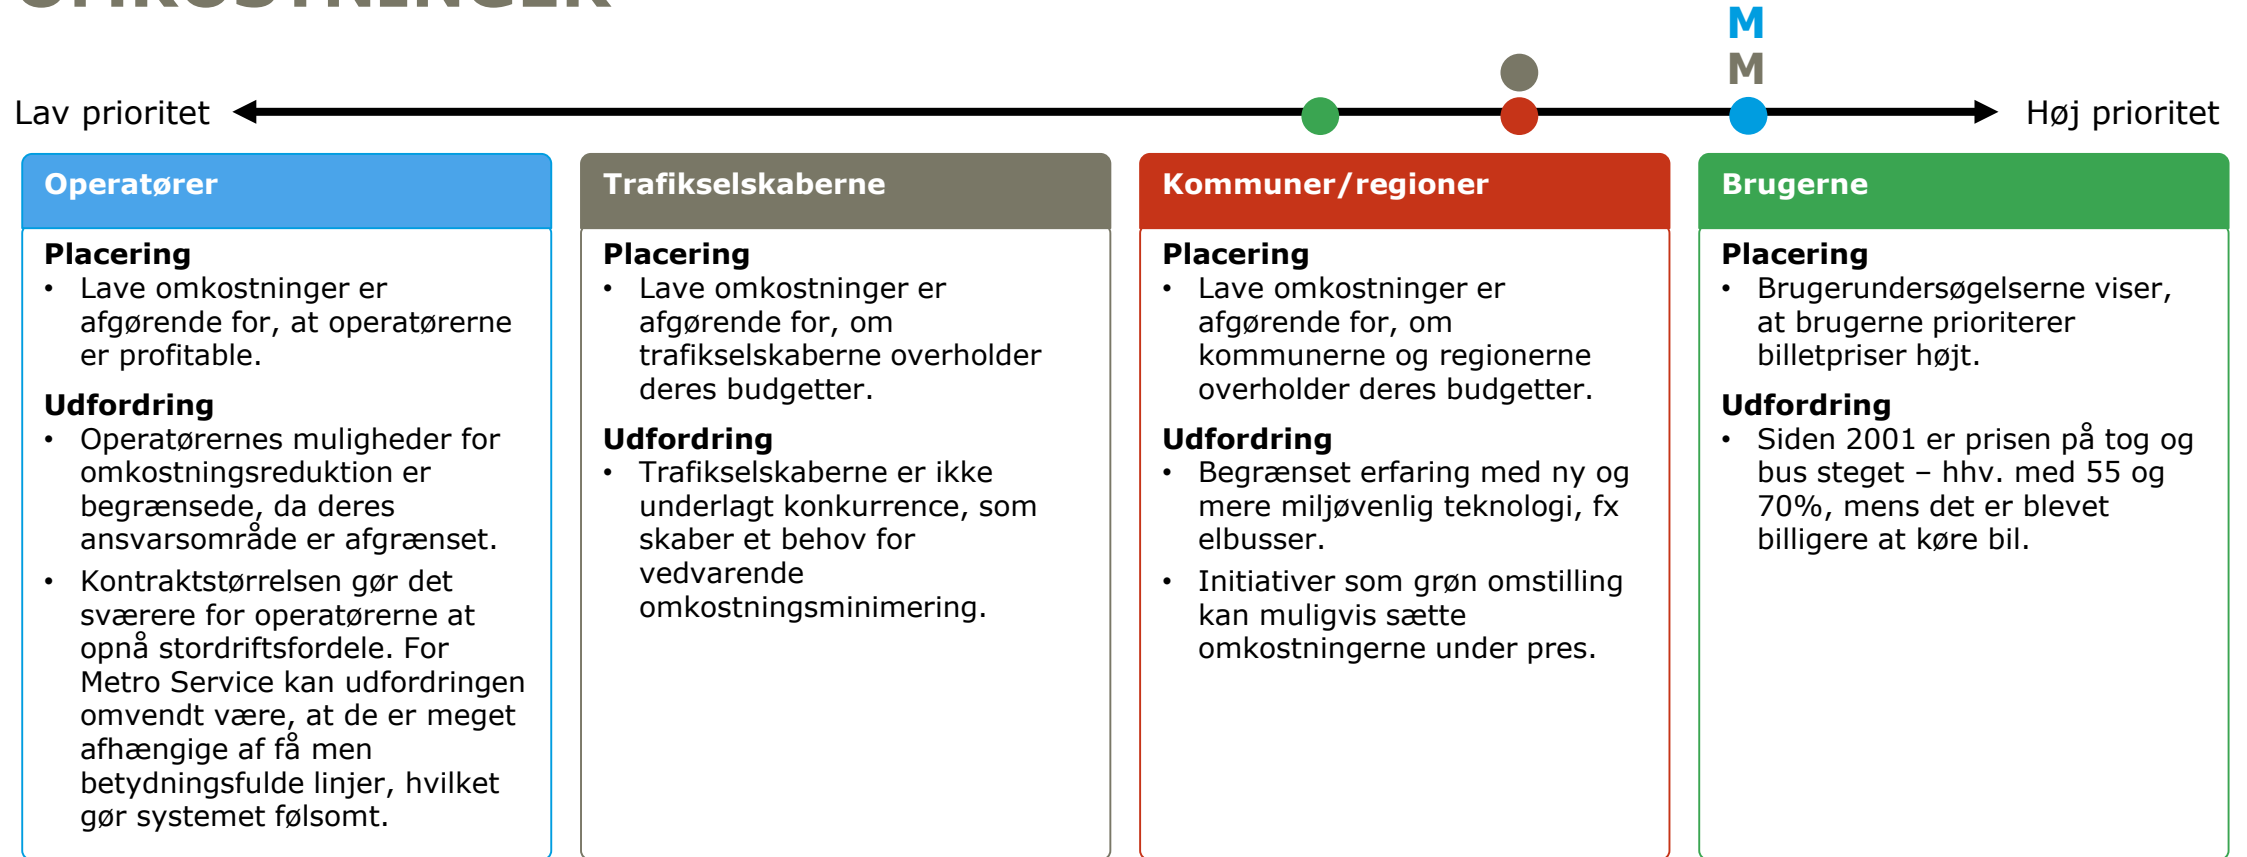 OMKOSTNINGER
M
M
Lav prioritet
Høj prioritet
Operatører
Placering
• Lave omkostninger er
afgørende for, at operatørerne
er profitable.
Udfordring
• Operatørernes muligheder for
omkostningsreduktion er
begrænsede, da deres
ansvarsområde er afgrænset.
• Kontraktstørrelsen gør det
sværere for operatørerne at
opnå stordriftsfordele. For
Metro Service kan udfordringen
omvendt være, at de er meget
afhængige af få men
betydningsfulde linjer, hvilket
gør systemet følsomt.
Trafikselskaberne
Placering
• Lave omkostninger er
afgørende for, om
trafikselskaberne overholder
deres budgetter.
Udfordring
• Trafikselskaberne er ikke
underlagt konkurrence, som
skaber et behov for
vedvarende
omkostningsminimering.
Kommuner/regioner
Placering
• Lave omkostninger er
afgørende for, om
kommunerne og regionerne
overholder deres budgetter.
Udfordring
• Begrænset erfaring med ny og
mere miljøvenlig teknologi, fx
elbusser.
• Initiativer som grøn omstilling
kan muligvis sætte
omkostningerne under pres.
Brugerne
Placering
• Brugerundersøgelserne viser,
at brugerne prioriterer
billetpriser højt.
Udfordring
• Siden 2001 er prisen på tog og
bus steget – hhv. med 55 og
70%, mens det er blevet
billigere at køre bil.